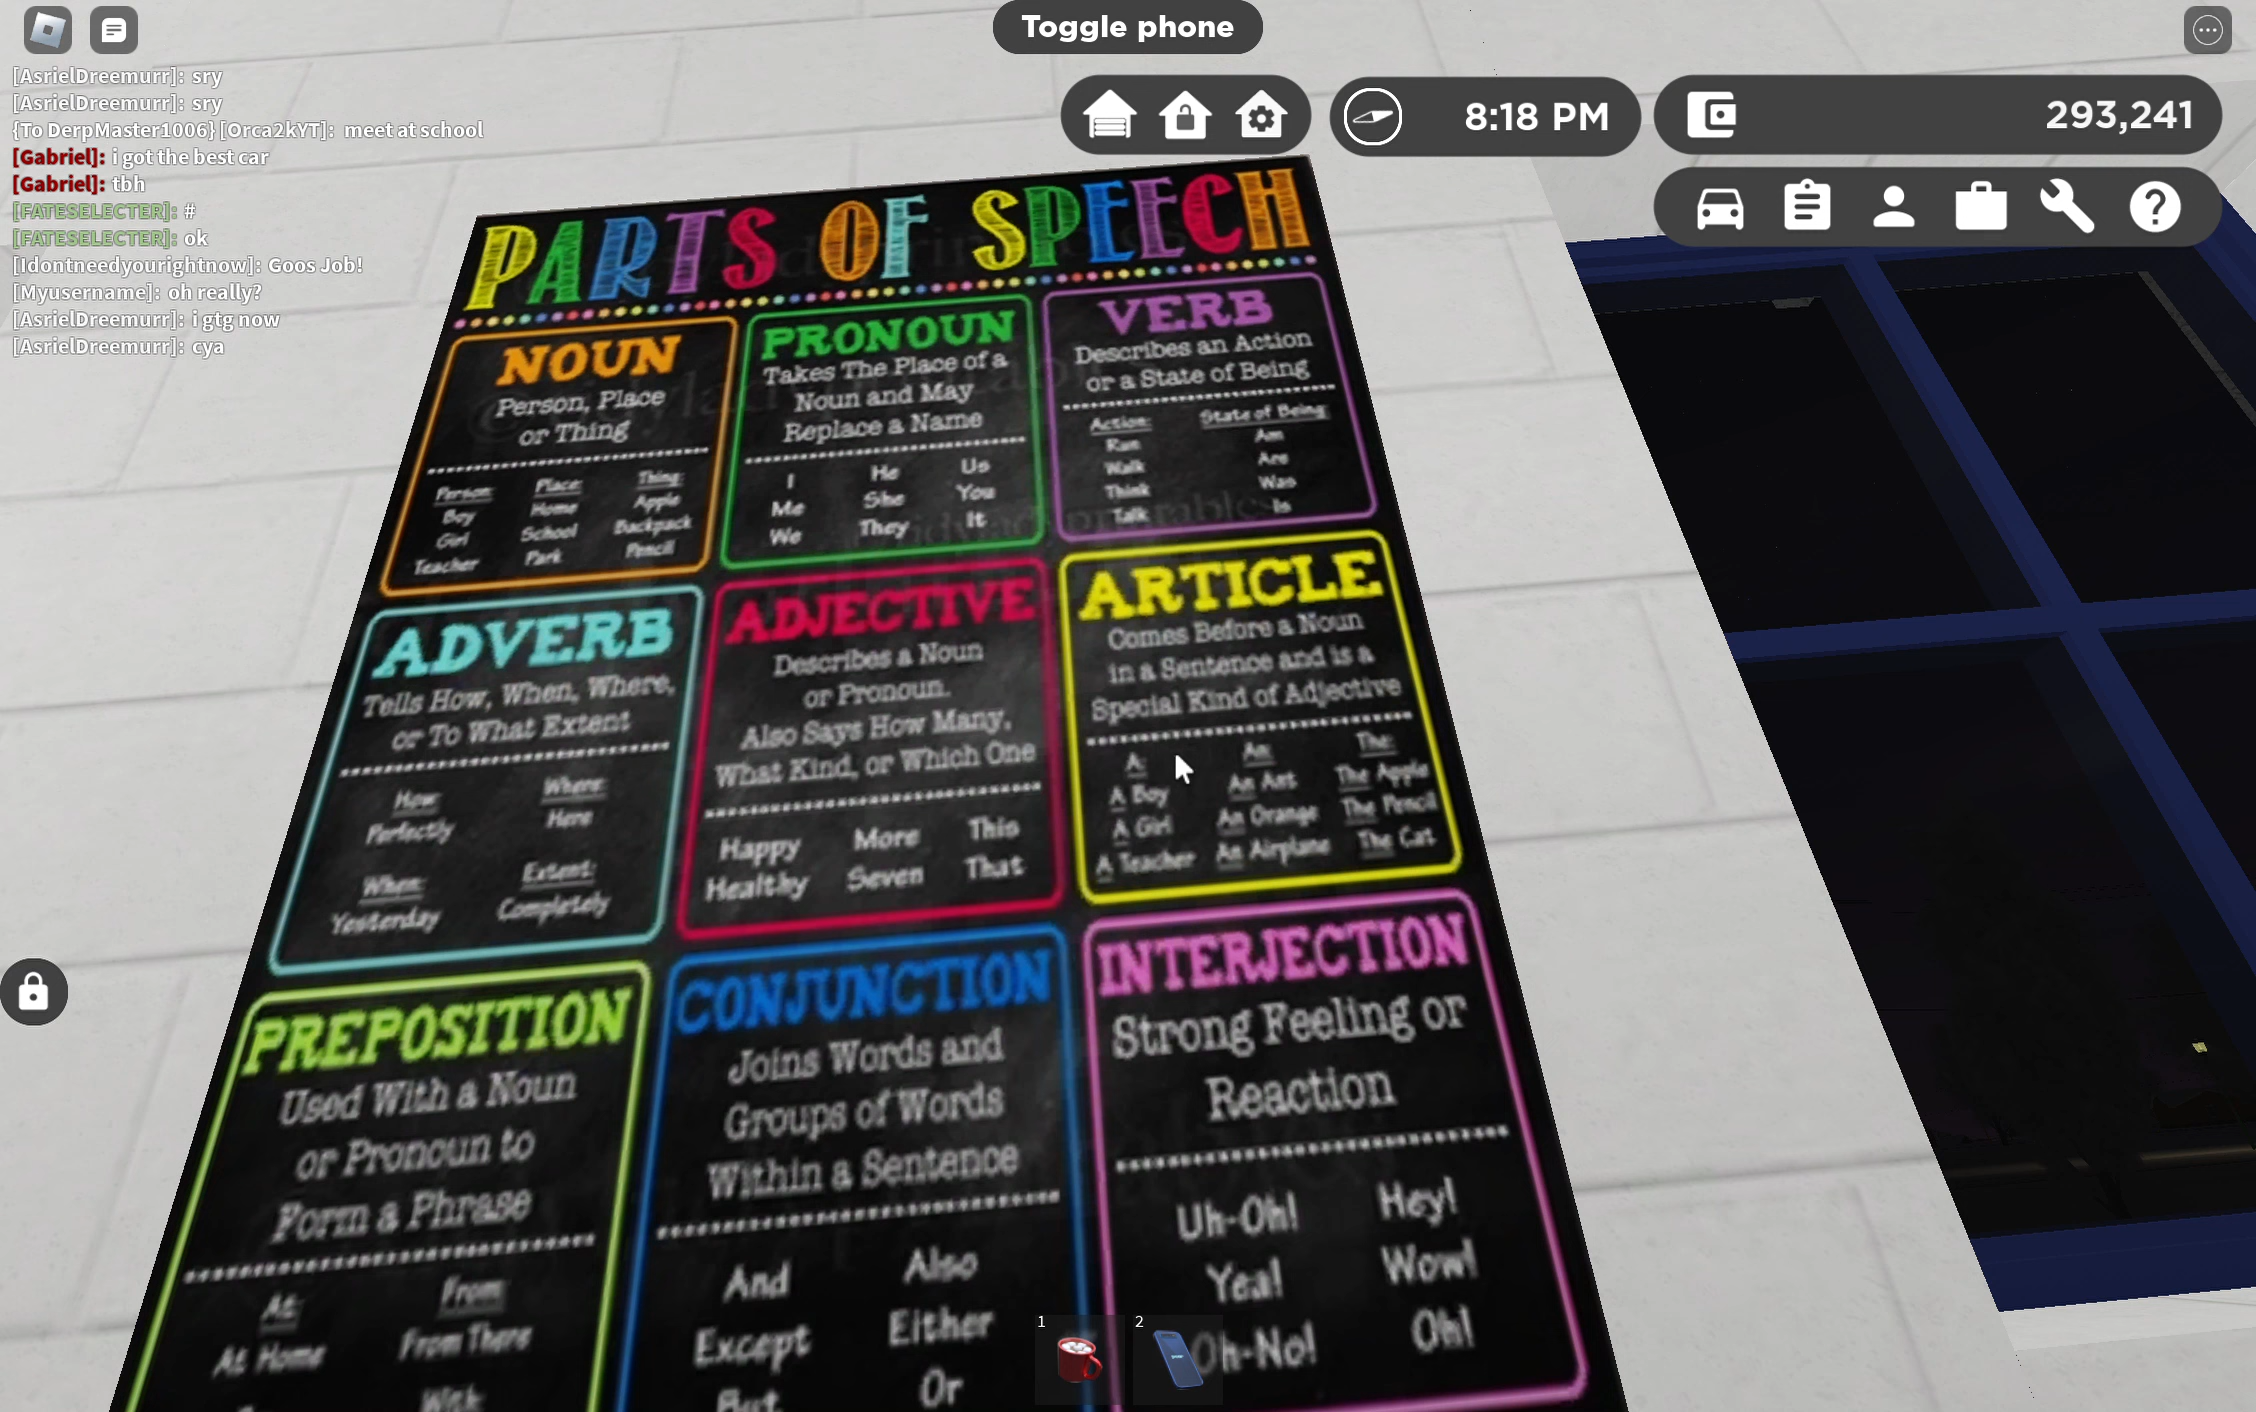 Toggle phone
[AsrielDreemurr]: sry
[AsrielDreemurr]: sry
{To DerpMaster1006} [Orca2kYT]: meet at school
[Gabriel]: i got the best car
[Gabriel]: tbh
[FATESELECTER]: #
[FATESELECTER]: ok
[Idontneedyourightnow]: Goos Job!
[Myusername]: oh really?
[AsrielDreemurr]: i gtg now
[AsrielDreemurr]: cya
8:18 PM
293,241
PARTS OF SPEECH
NOUN
Person, Place
or Thing
Person: Place: Thing:
Boy Home Apple
Girl School Backpack
Teacher Park Pencil
PRONOUN
Takes The Place of a
Noun and May
Replace a Name
I He Us
Me She You
We They It
VERB
Describes an Action
or a State of Being
Action: State of Being:
Run Am
Walk Are
Think Was
Talk Is
ADVERB
Tells How, When, Where,
or To What Extent
How: Where:
Perfectly Here
When: Extent:
Yesterday Completely
ADJECTIVE
Describes a Noun
or Pronoun.
Also Says How Many,
What Kind, or Which One
Happy More This
Healthy Seven That
ARTICLE
Comes Before a Noun
in a Sentence and is a
Special Kind of Adjective
A: An: The:
A Boy An Ant The Apple
A Girl An Orange The Pencil
A Teacher An Airplane The Cat
PREPOSITION
Used With a Noun
or Pronoun to
Form a Phrase
At: From:
At Home From There
With:
CONJUNCTION
Joins Words and
Groups of Words
Within a Sentence
And Also
Except Either
But Or
INTERJECTION
Strong Feeling or
Reaction
Uh-Oh! Hey!
Yea! Wow!
Oh-No! Oh!
1 2